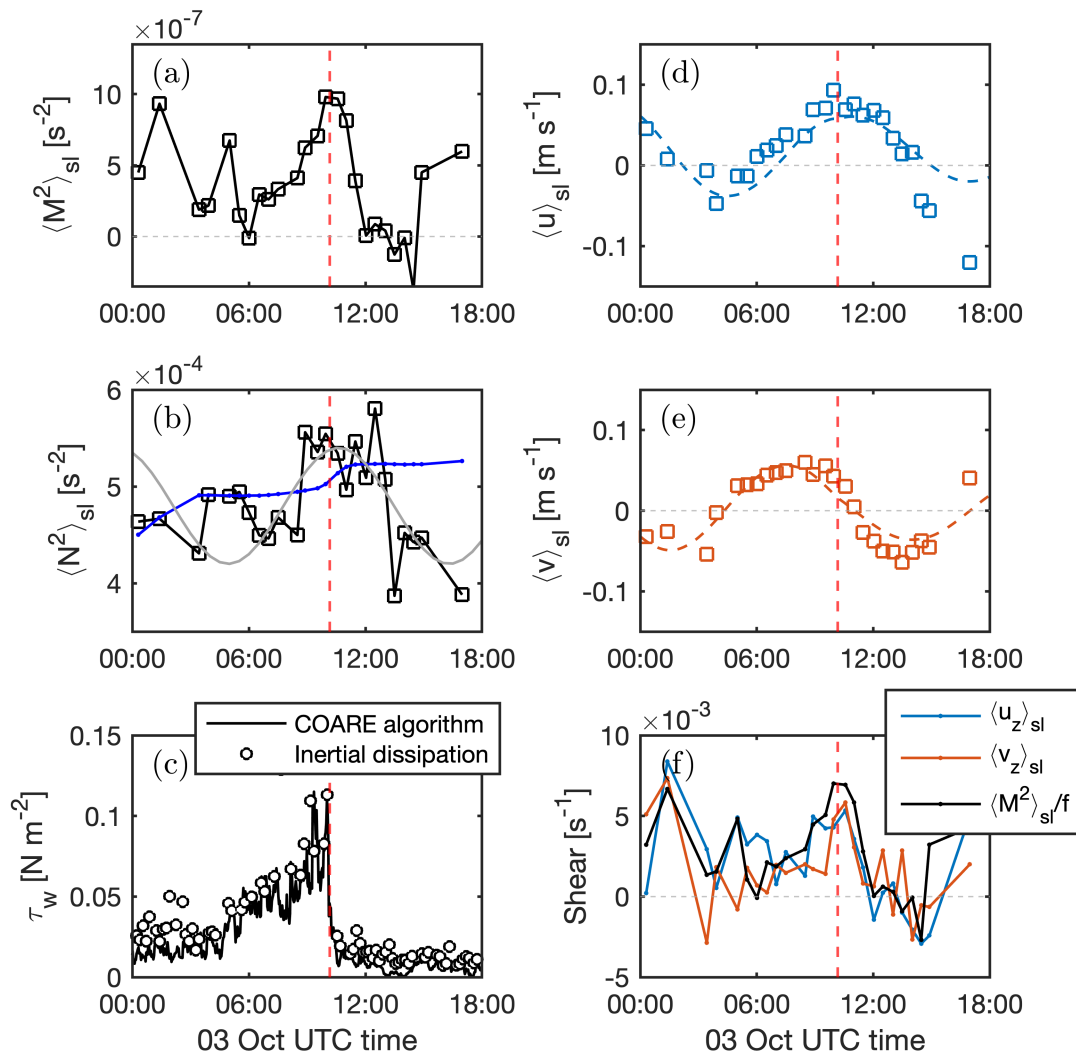 ×10⁻⁷
(a)
⟨M²⟩sl [s⁻²]
10
5
0
00:00 06:00 12:00 18:00
(d)
⟨u⟩sl [m s⁻¹]
0.1
0
-0.1
00:00 06:00 12:00 18:00
×10⁻⁴
(b)
⟨N²⟩sl [s⁻²]
6
5
4
00:00 06:00 12:00 18:00
(e)
⟨v⟩sl [m s⁻¹]
0.1
0
-0.1
00:00 06:00 12:00 18:00
COARE algorithm
Inertial dissipation
(c)
τw [N m⁻²]
0.15
0.1
0.05
0
00:00 06:00 12:00 18:00
03 Oct UTC time
×10⁻³
⟨uz⟩sl
⟨vz⟩sl
⟨M²⟩sl/f
(f)
Shear [s⁻¹]
10
5
0
-5
00:00 06:00 12:00 18:00
03 Oct UTC time